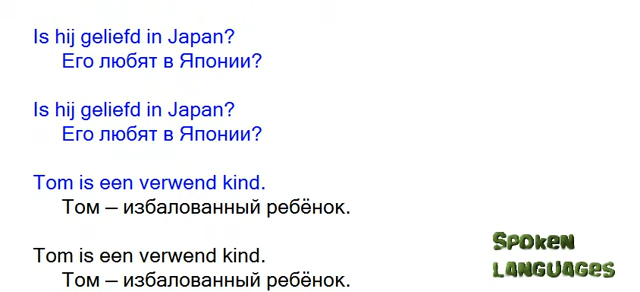 Is hij geliefd in Japan?
Его любят в Японии?
Is hij geliefd in Japan?
Его любят в Японии?
Tom is een verwend kind.
Том – избалованный ребёнок.
Tom is een verwend kind.
Том – избалованный ребёнок.
SPOKEN
LANGUAGES